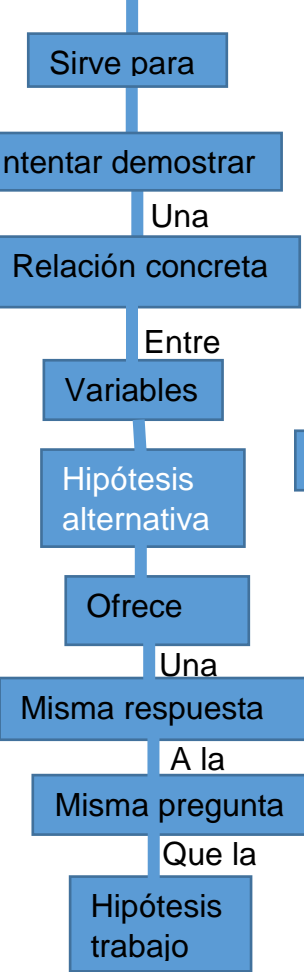 Sirve para
ntentar demostrar
Una
Relación concreta
Entre
Variables
Hipótesis
alternativa
Ofrece
Una
Misma respuesta
A la
Misma pregunta
Que la
Hipótesis
trabajo